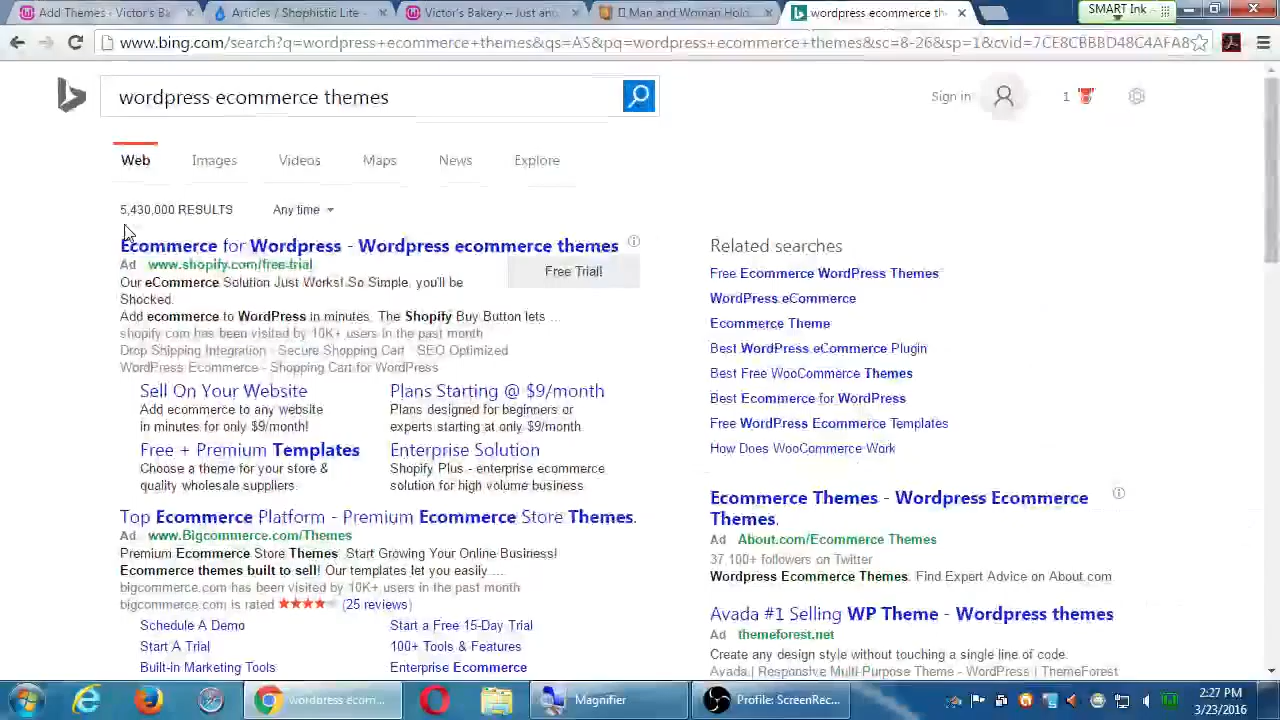 Add Themes ‹ Victor's B
Articles / Shophistic Lite
Victor's Bakery – Just and
Man and Woman Hold
wordpress ecommerce th
SMART Ink
www.bing.com/search?q=wordpress+ecommerce+themes&qs=AS&pq=wordpress+ecommerce+themes&sc=8-26&sp=1&cvid=7CE8CBBBD48C4AFA8
wordpress ecommerce themes
Sign in
1
Web Images Videos Maps News Explore
5,430,000 RESULTS Any time
Ecommerce for Wordpress - Wordpress ecommerce themes
Ad www.shopify.com/free-trial
Free Trial!
Our eCommerce Solution Just Works! So Simple, you'll be
Shocked.
Add ecommerce to WordPress in minutes. The Shopify Buy Button lets ...
shopify.com has been visited by 10K+ users in the past month
Drop Shipping Integration - Secure Shopping Cart - SEO Optimized
WordPress Ecommerce - Shopping Cart for WordPress
Sell On Your Website
Add ecommerce to any website
in minutes for only $9/month!
Plans Starting @ $9/month
Plans designed for beginners or
experts starting at only $9/month.
Free + Premium Templates
Choose a theme for your store &
quality wholesale suppliers.
Enterprise Solution
Shopify Plus - enterprise ecommerce
solution for high volume business
Top Ecommerce Platform - Premium Ecommerce Store Themes.
Ad www.Bigcommerce.com/Themes
Premium Ecommerce Store Themes. Start Growing Your Online Business!
Ecommerce themes built to sell! Our templates let you easily ...
bigcommerce.com has been visited by 10K+ users in the past month
bigcommerce.com is rated (25 reviews)
Schedule A Demo
Start a Free 15-Day Trial
Start A Trial
100+ Tools & Features
Built-in Marketing Tools
Enterprise Ecommerce
Related searches
Free Ecommerce WordPress Themes
WordPress eCommerce
Ecommerce Theme
Best WordPress eCommerce Plugin
Best Free WooCommerce Themes
Best Ecommerce for WordPress
Free WordPress Ecommerce Templates
How Does WooCommerce Work
Ecommerce Themes - Wordpress Ecommerce
Themes.
Ad About.com/Ecommerce Themes
37,100+ followers on Twitter
Wordpress Ecommerce Themes. Find Expert Advice on About.com
Avada #1 Selling WP Theme - Wordpress themes
Ad themeforest.net
Create any design style without touching a single line of code.
Avada | Responsive Multi-Purpose Theme - WordPress | ThemeForest
wordpress ecom...
Magnifier
Profile: ScreenRec...
2:27 PM
3/23/2016